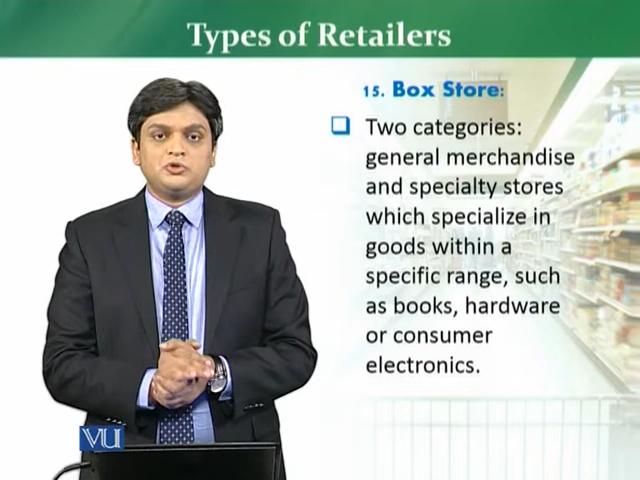 Types of Retailers
15. Box Store:
Two categories:
general merchandise
and specialty stores
which specialize in
goods within a
specific range, such
as books, hardware
or consumer
electronics.
VU